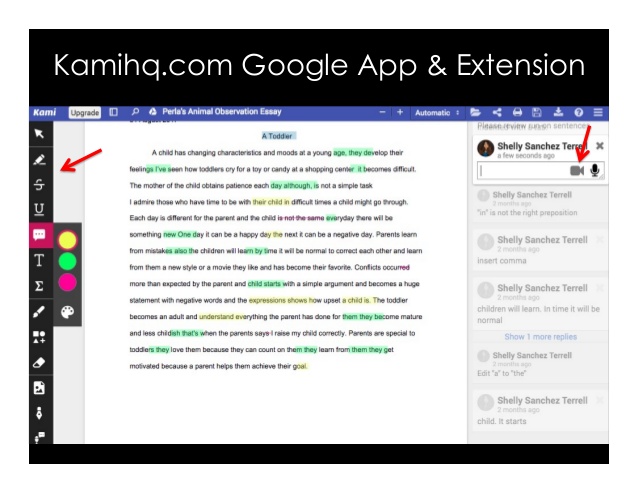 Kamihq.com Google App & Extension
Kami
Upgrade
Perla's Animal Observation Essay
− + Automatic
A Toddler
A child has changing characteristics and moods at a young age, they develop their
feelings I've seen how toddlers cry for a toy or candy at a shopping center it becomes difficult.
The mother of the child obtains patience each day although, is not a simple task
I admire those who have time to be with their child in difficult times a child might go through.
Each day is different for the parent and the child is not the same everyday there will be
something new One day it can be a happy day the next it can be a negative day. Parents learn
from mistakes also the children will learn by time it will be normal to correct each other and learn
from them a new style or a movie they like and has become their favorite. Conflicts occurred
more than expected by the parent and child starts with a simple argument and becomes a huge
statement with negative words and the expressions shows how upset a child is. The toddler
becomes an adult and understand everything the parent has done for them they become mature
and less childish that's when the parents says I raise my child correctly. Parents are special to
toddlers they love them because they can count on them they learn from them they get
motivated because a parent helps them achieve their goal.
Shelly Sanchez Terrell
a few seconds ago
Shelly Sanchez Terrell
2 months ago
"in" is not the right preposition
Shelly Sanchez Terrell
2 months ago
insert comma
Shelly Sanchez Terrell
2 months ago
children will learn. In time it will be
normal
Show 1 more replies
Shelly Sanchez Terrell
2 months ago
Edit "a" to "the"
Shelly Sanchez Terrell
2 months ago
child. It starts